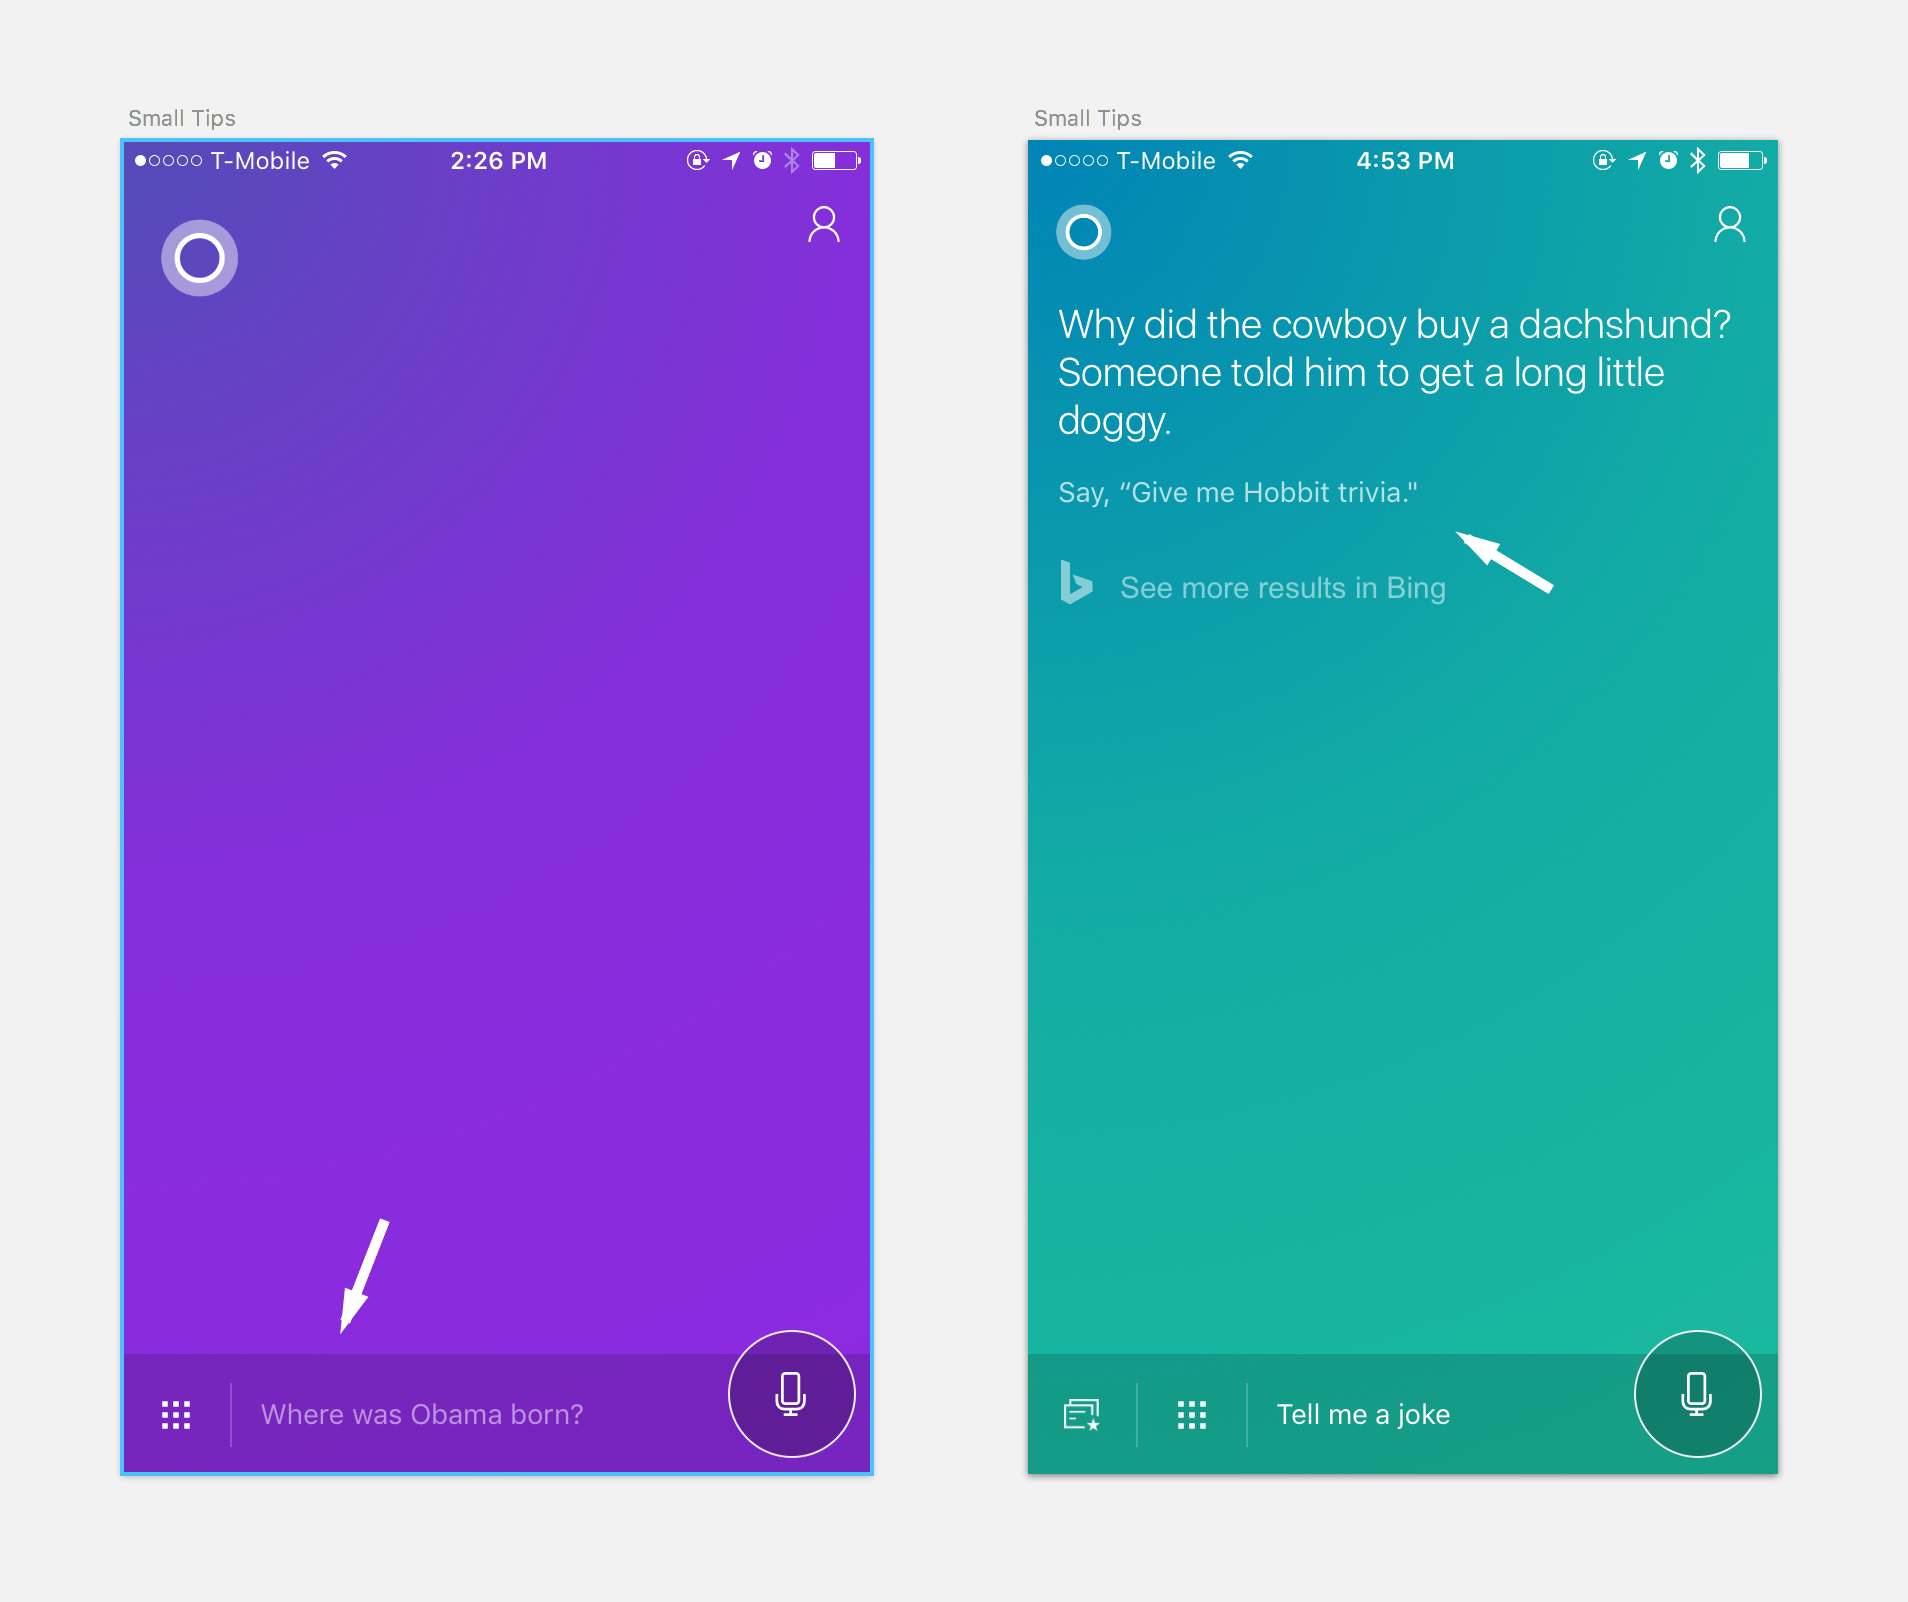 Small Tips
T-Mobile
2:26 PM
Where was Obama born?
Small Tips
T-Mobile
4:53 PM
Why did the cowboy buy a dachshund?
Someone told him to get a long little
doggy.
Say, “Give me Hobbit trivia."
See more results in Bing
Tell me a joke